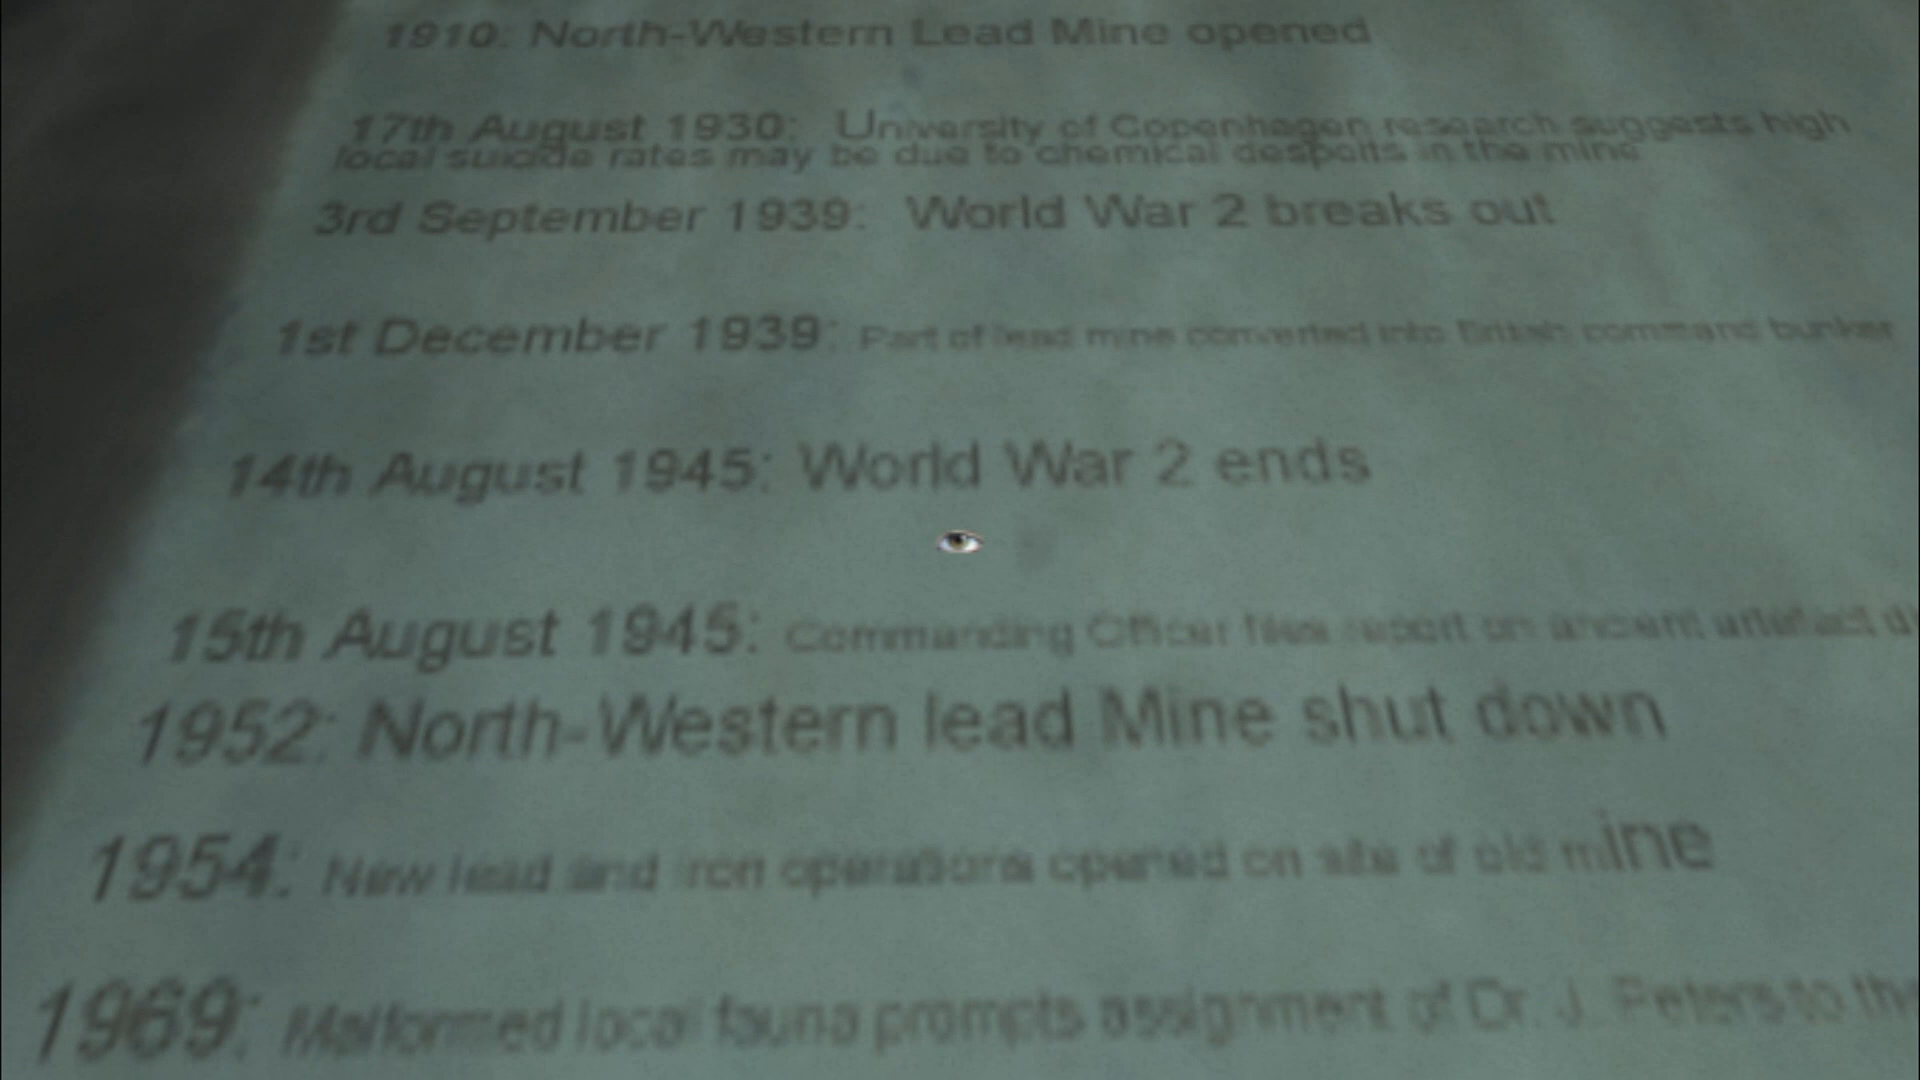 1910: North-Western Lead Mine opened
17th August 1930: University of Copenhagen research suggests high
local suicide rates may be due to chemical despoits in the mine
3rd September 1939: World War 2 breaks out
1st December 1939: Part of lead mine converted into British command bunker
14th August 1945: World War 2 ends
15th August 1945: Commanding Officer files report on ancient artefact
1952: North-Western lead Mine shut down
1954: New lead and iron operations opened on site of old mine
1969: Malformed local fauna prompts assignment of Dr. J. Peters to the